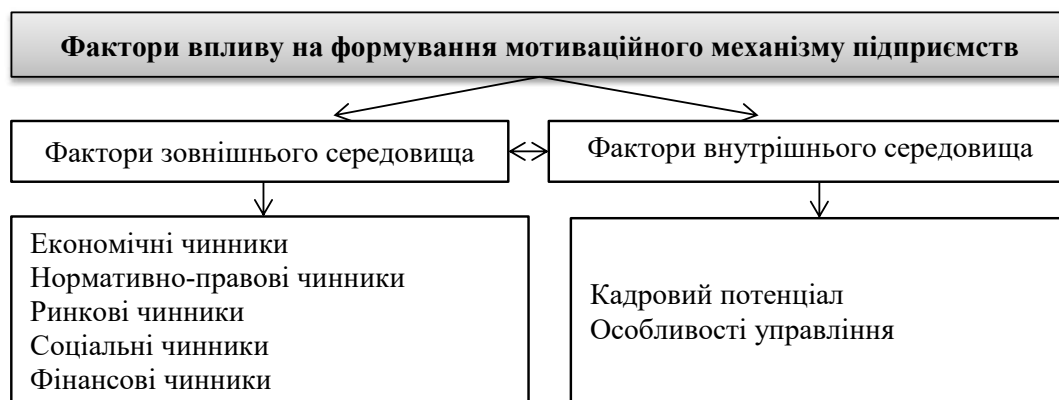 Фактори впливу на формування мотиваційного механізму підприємств
Фактори зовнішнього середовища
Фактори внутрішнього середовища
Економічні чинники
Нормативно-правові чинники
Ринкові чинники
Соціальні чинники
Фінансові чинники
Кадровий потенціал
Особливості управління